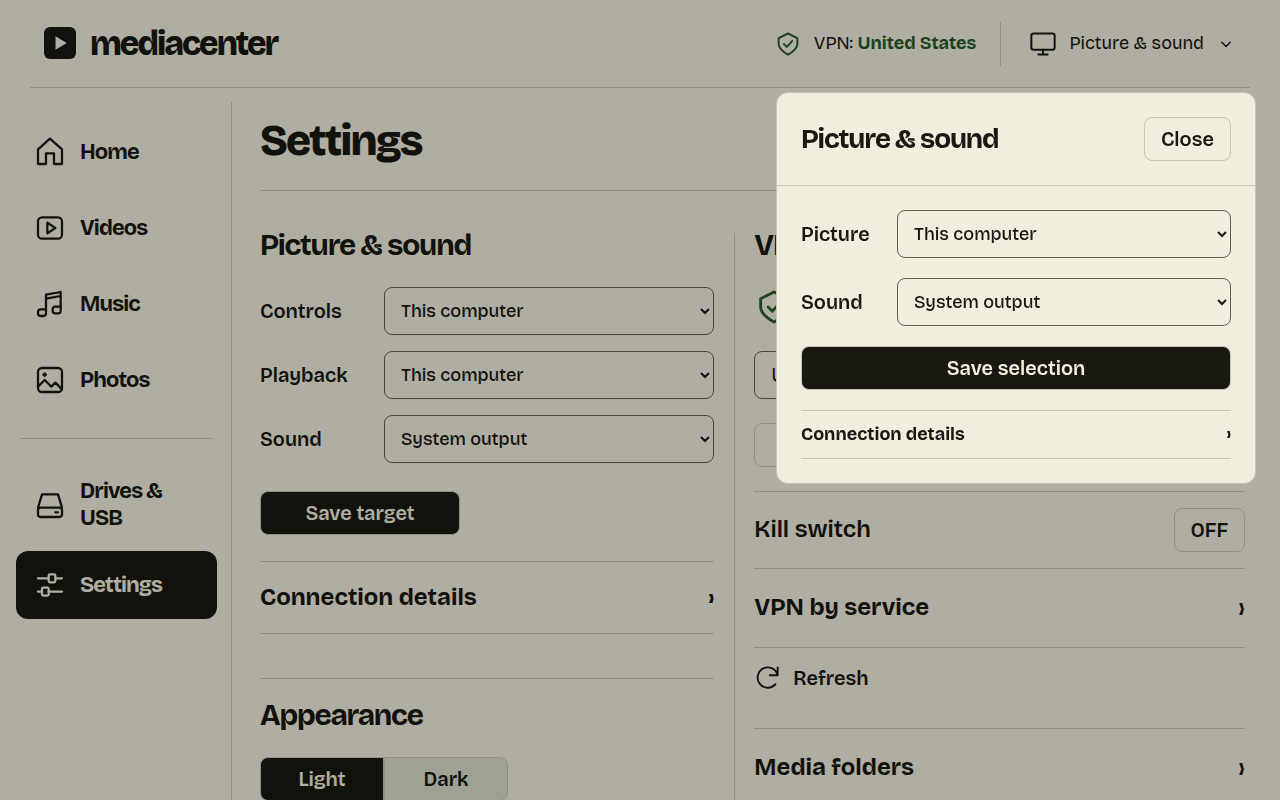 mediacenter
VPN: United States
Picture & sound
Home
Videos
Music
Photos
Drives &
USB
Settings
Settings
Picture & sound
Controls
This computer
Playback
This computer
Sound
System output
Save target
Connection details
Appearance
Light
Dark
Kill switch
OFF
VPN by service
Refresh
Media folders
Picture & sound
Close
Picture
This computer
Sound
System output
Save selection
Connection details